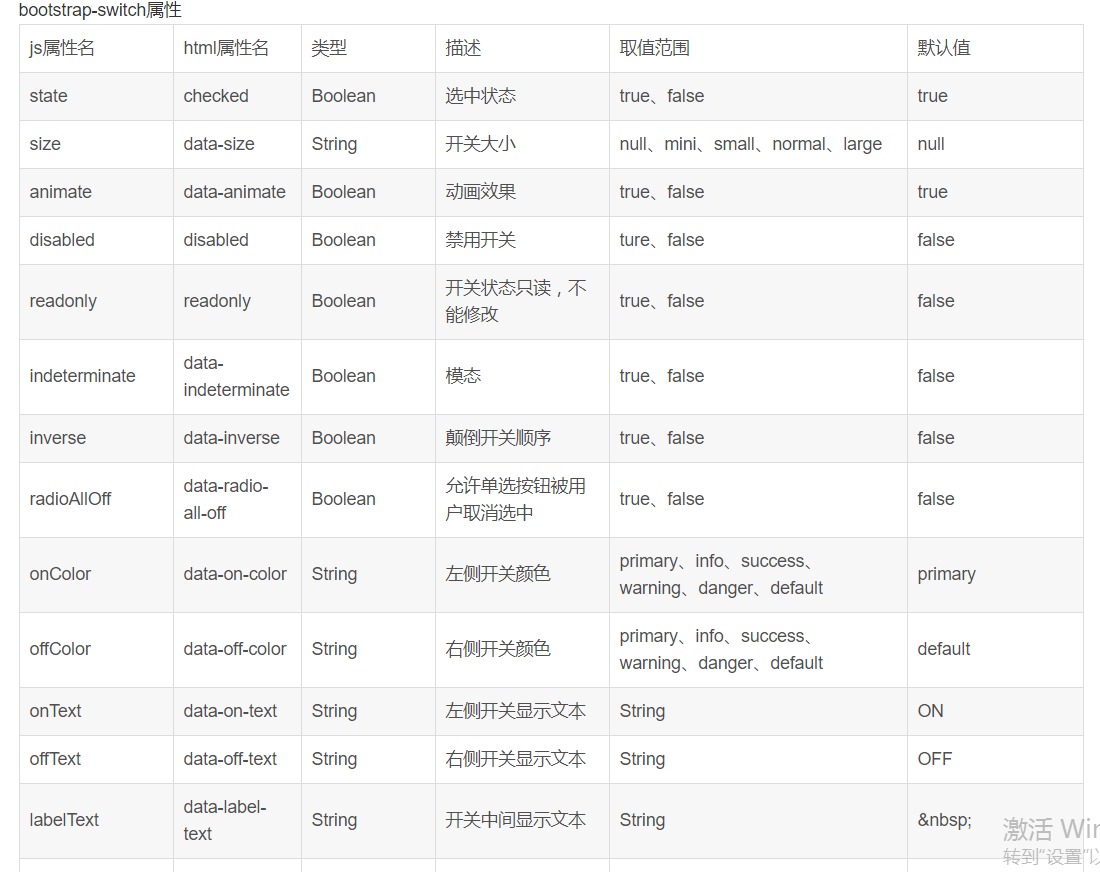 bootstrap-switch属性
js属性名 html属性名 类型 描述 取值范围 默认值
state checked Boolean 选中状态 true、false true
size data-size String 开关大小 null、mini、small、normal、large null
animate data-animate Boolean 动画效果 true、false true
disabled disabled Boolean 禁用开关 ture、false false
readonly readonly Boolean 开关状态只读，不
能修改 true、false false
indeterminate data-
indeterminate Boolean 模态 true、false false
inverse data-inverse Boolean 颠倒开关顺序 true、false false
radioAllOff data-radio-
all-off Boolean 允许单选按钮被用
户取消选中 true、false false
onColor data-on-color String 左侧开关颜色 primary、info、success、
warning、danger、default primary
offColor data-off-color String 右侧开关颜色 primary、info、success、
warning、danger、default default
onText data-on-text String 左侧开关显示文本 String ON
offText data-off-text String 右侧开关显示文本 String OFF
labelText data-label-
text String 开关中间显示文本 String &nbsp;
激活 Win
转到"设置"以